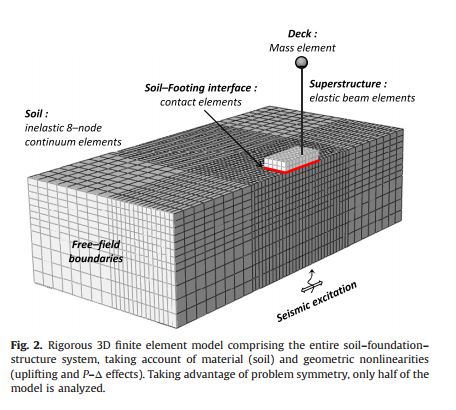 Deck :
Mass element
Soil–Footing interface :
contact elements
Superstructure :
elastic beam elements
Soil :
inelastic 8–node
continuum elements
Free–field
boundaries
Seismic excitation
Fig. 2. Rigorous 3D finite element model comprising the entire soil–foundation–
structure system, taking account of material (soil) and geometric nonlinearities
(uplifting and P–Δ effects). Taking advantage of problem symmetry, only half of the
model is analyzed.